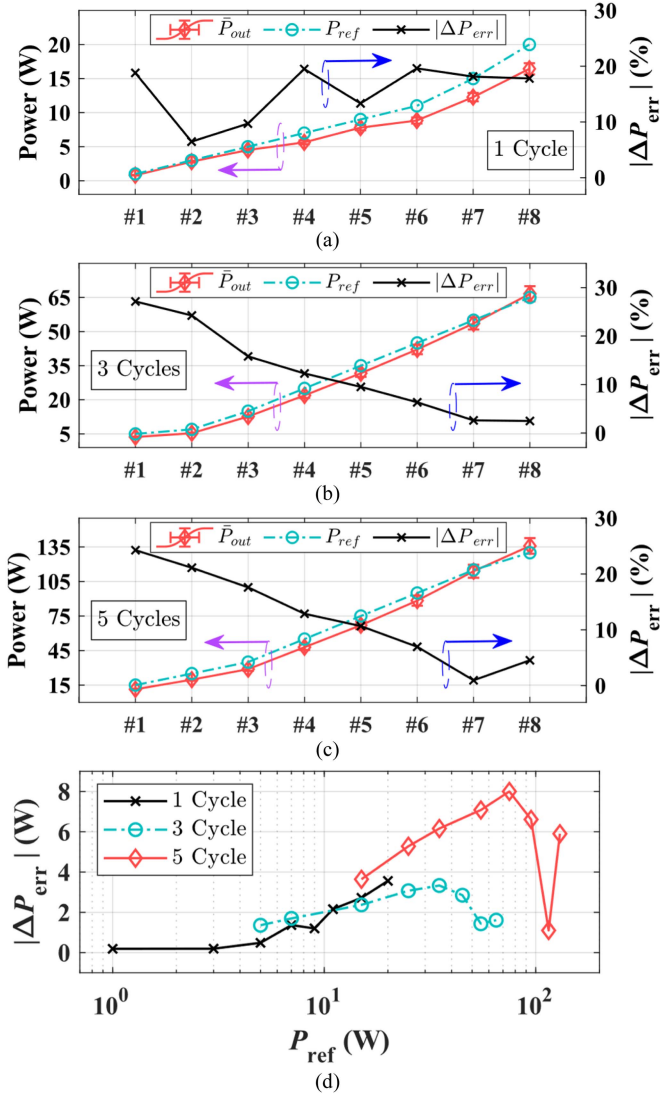 P̄out Pref |ΔPerr|
30
20
10
0
|ΔPerr| (%)
20
15
10
5
0
Power (W)
1 Cycle
#1 #2 #3 #4 #5 #6 #7 #8
(a)
P̄out Pref |ΔPerr|
30
20
10
0
|ΔPerr| (%)
65
50
35
20
5
Power (W)
3 Cycles
#1 #2 #3 #4 #5 #6 #7 #8
(b)
P̄out Pref |ΔPerr|
30
20
10
0
|ΔPerr| (%)
135
105
75
45
15
Power (W)
5 Cycles
#1 #2 #3 #4 #5 #6 #7 #8
(c)
8
6
4
2
0
|ΔPerr| (W)
1 Cycle
3 Cycle
5 Cycle
10⁰ 10¹ 10²
Pref (W)
(d)